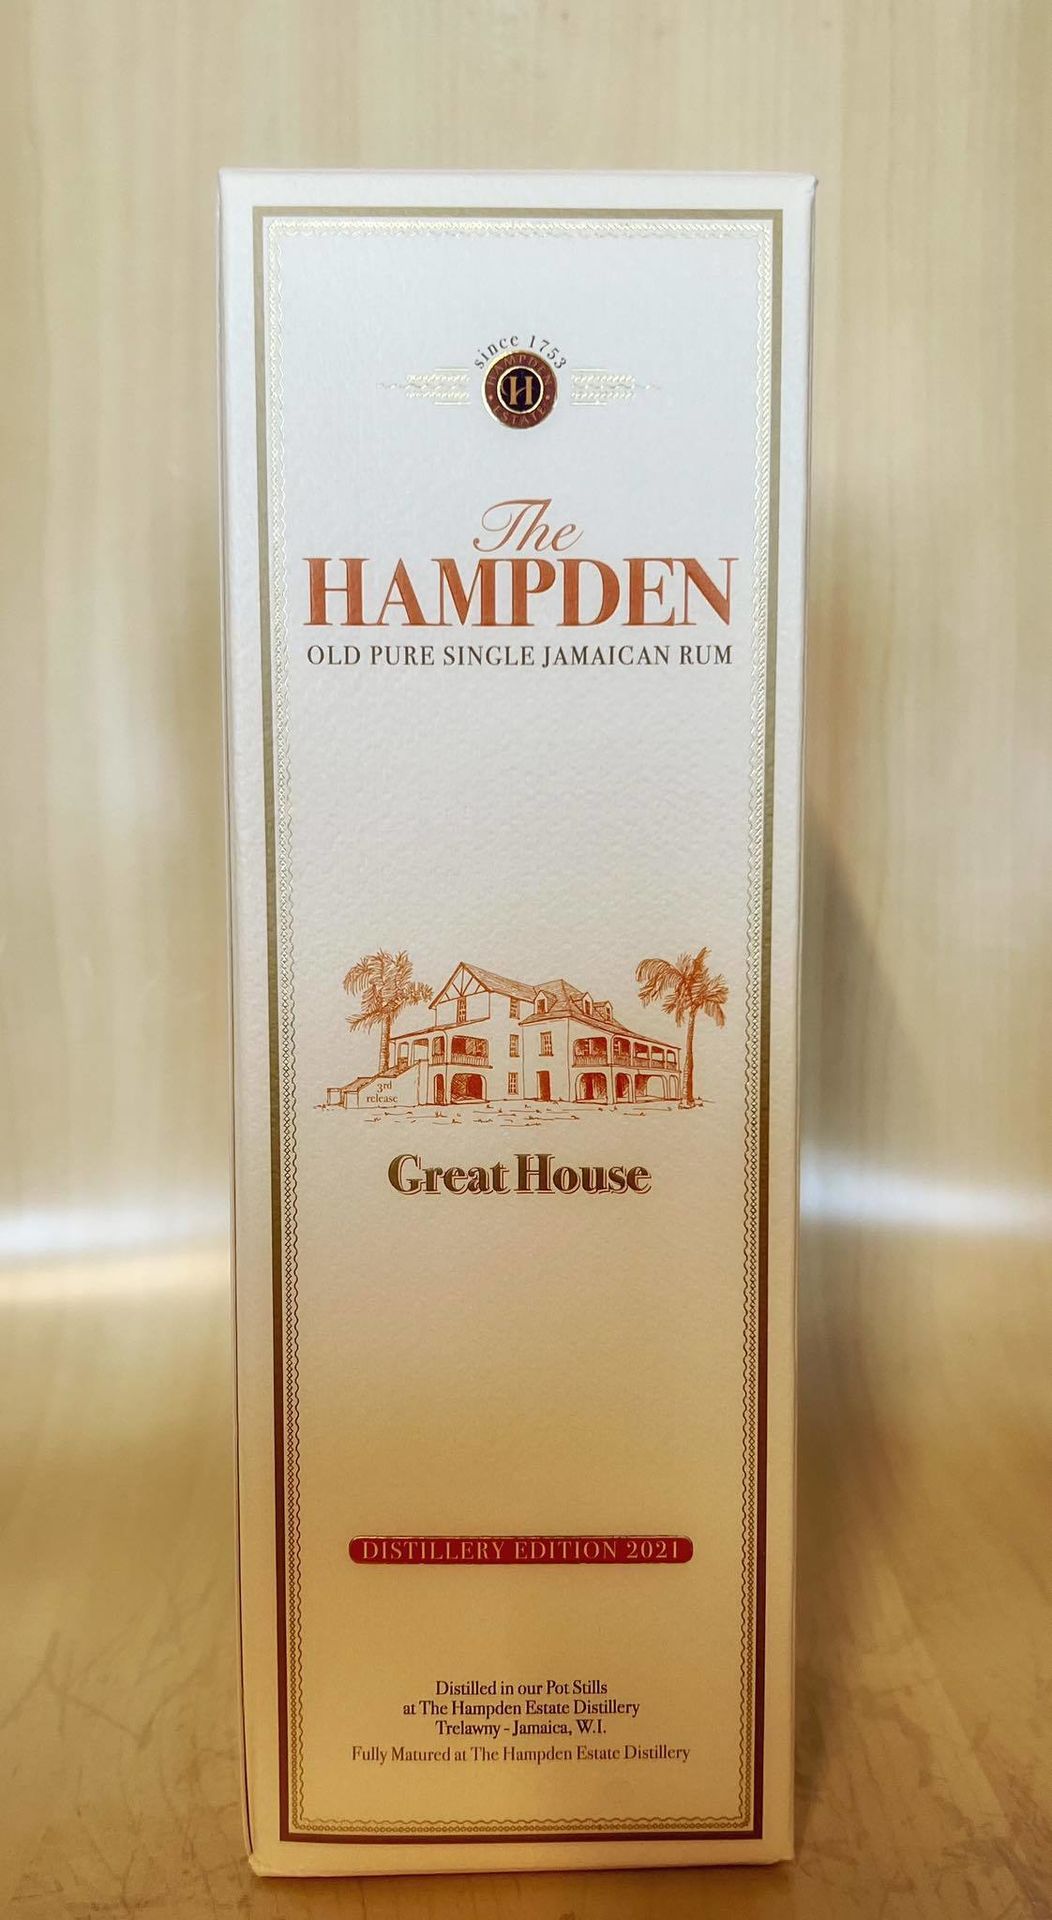 since 1753
HAMPDEN
H
ESTATE
The
HAMPDEN
OLD PURE SINGLE JAMAICAN RUM
3rd
release
Great House
DISTILLERY EDITION 2021
Distilled in our Pot Stills
at The Hampden Estate Distillery
Trelawny - Jamaica, W.I.
Fully Matured at The Hampden Estate Distillery